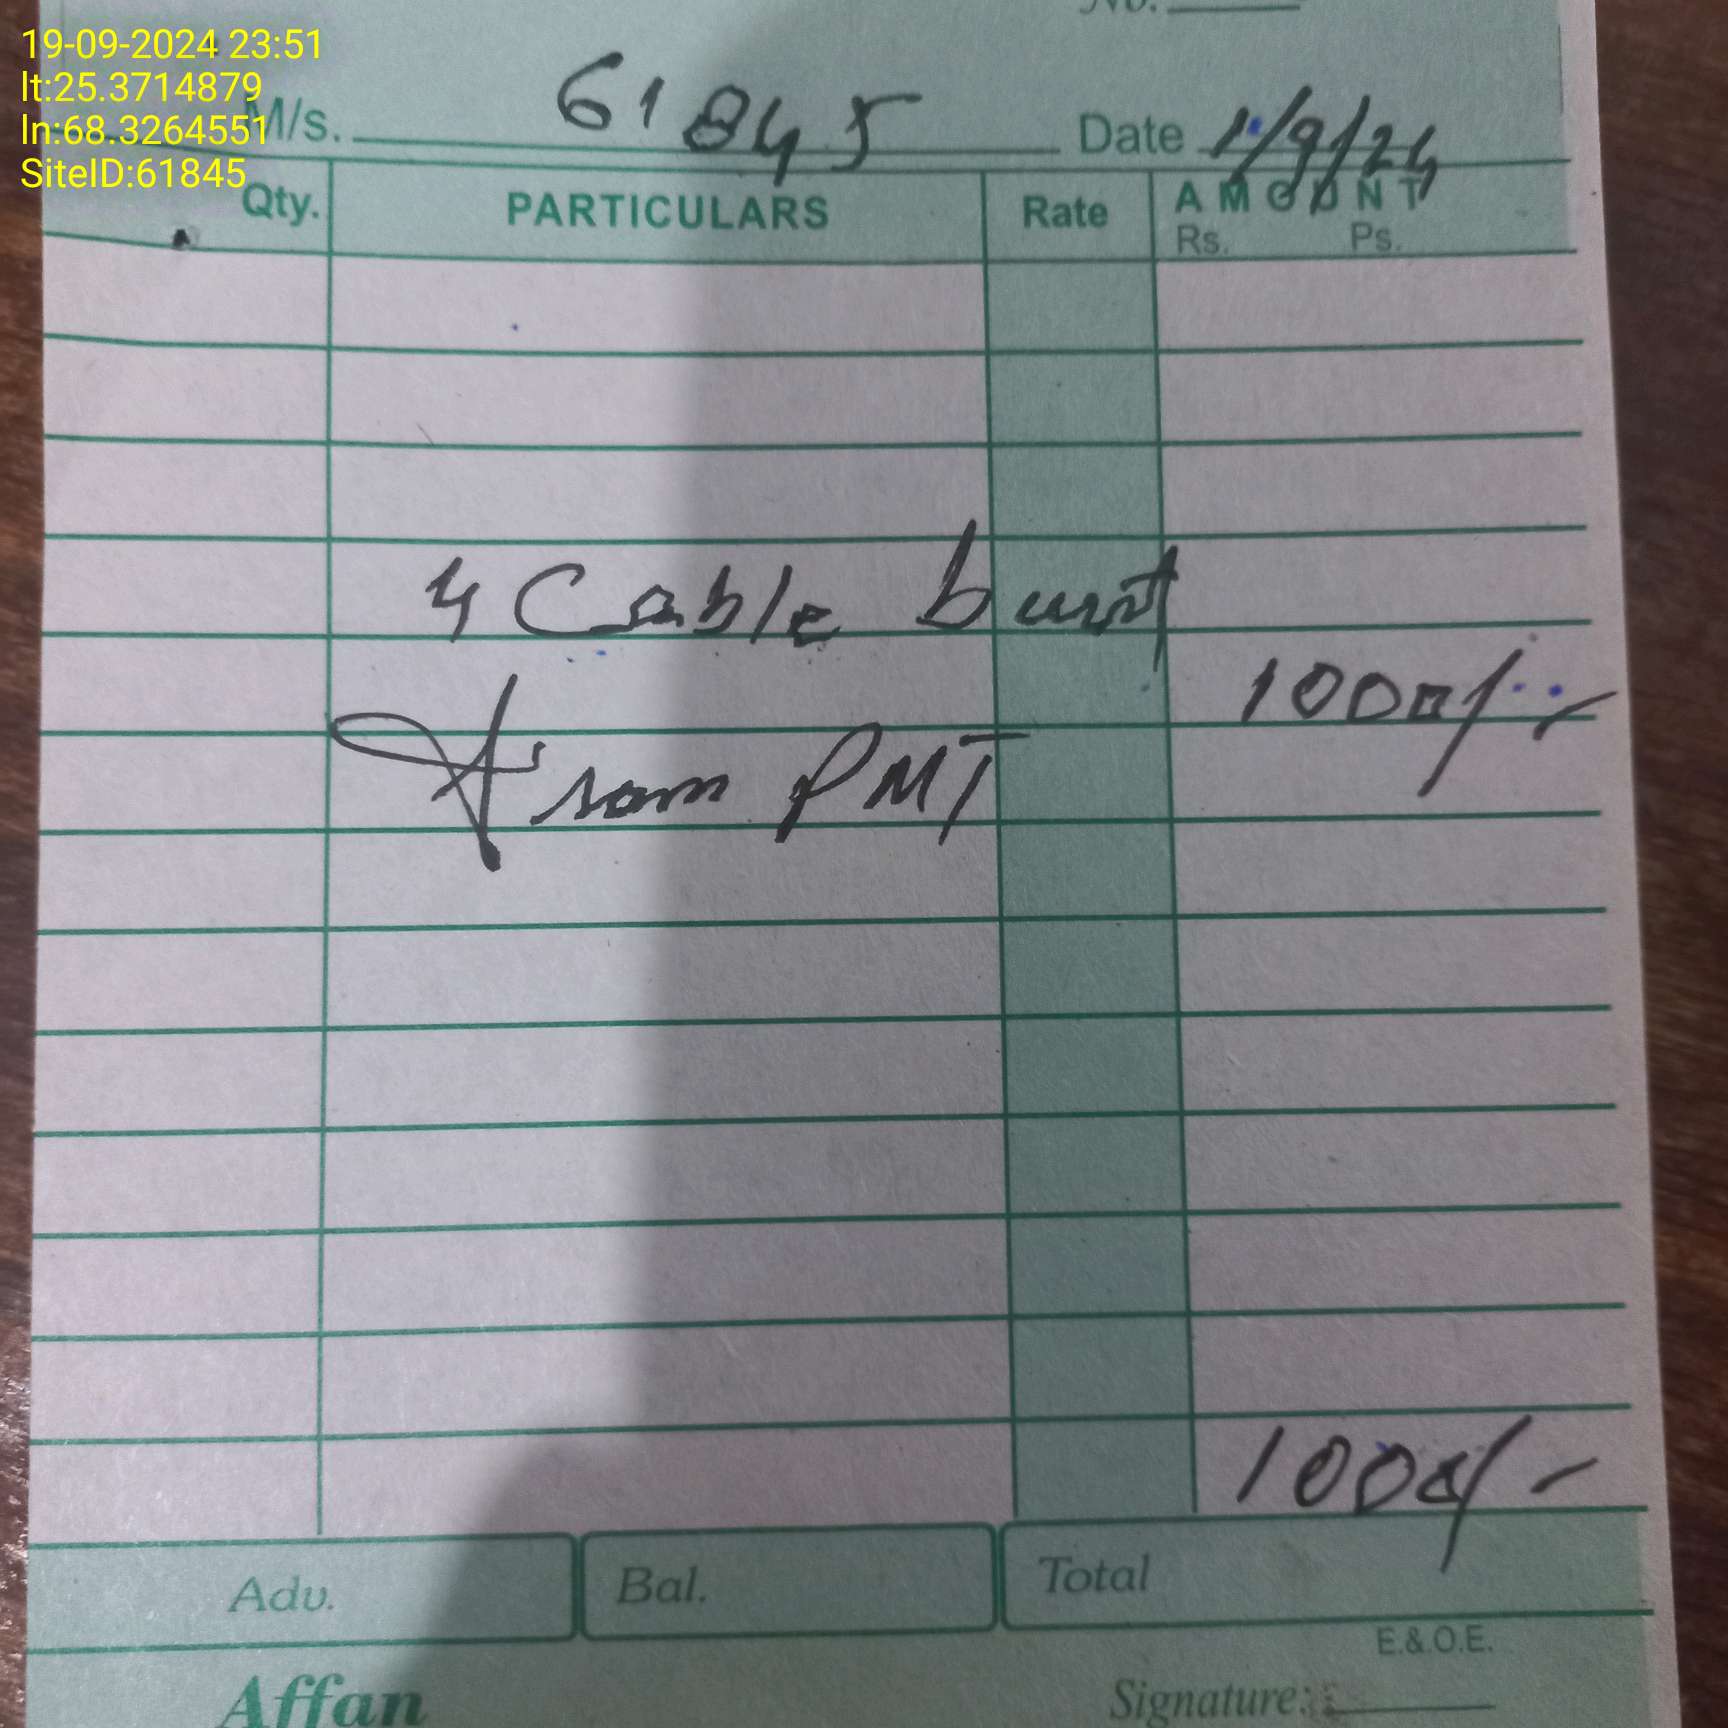 19-09-2024 23:51
lt:25.3714879
ln:68.3264551
SiteID:61845
No.
M/s. 61845 Date 1/9/24
Qty. PARTICULARS Rate AMOUNT
Rs. Ps.
4 Cable burnt
1000/-
from PMT
1000/-
Adv. Bal. Total
E.&.O.E.
Affan Signature: